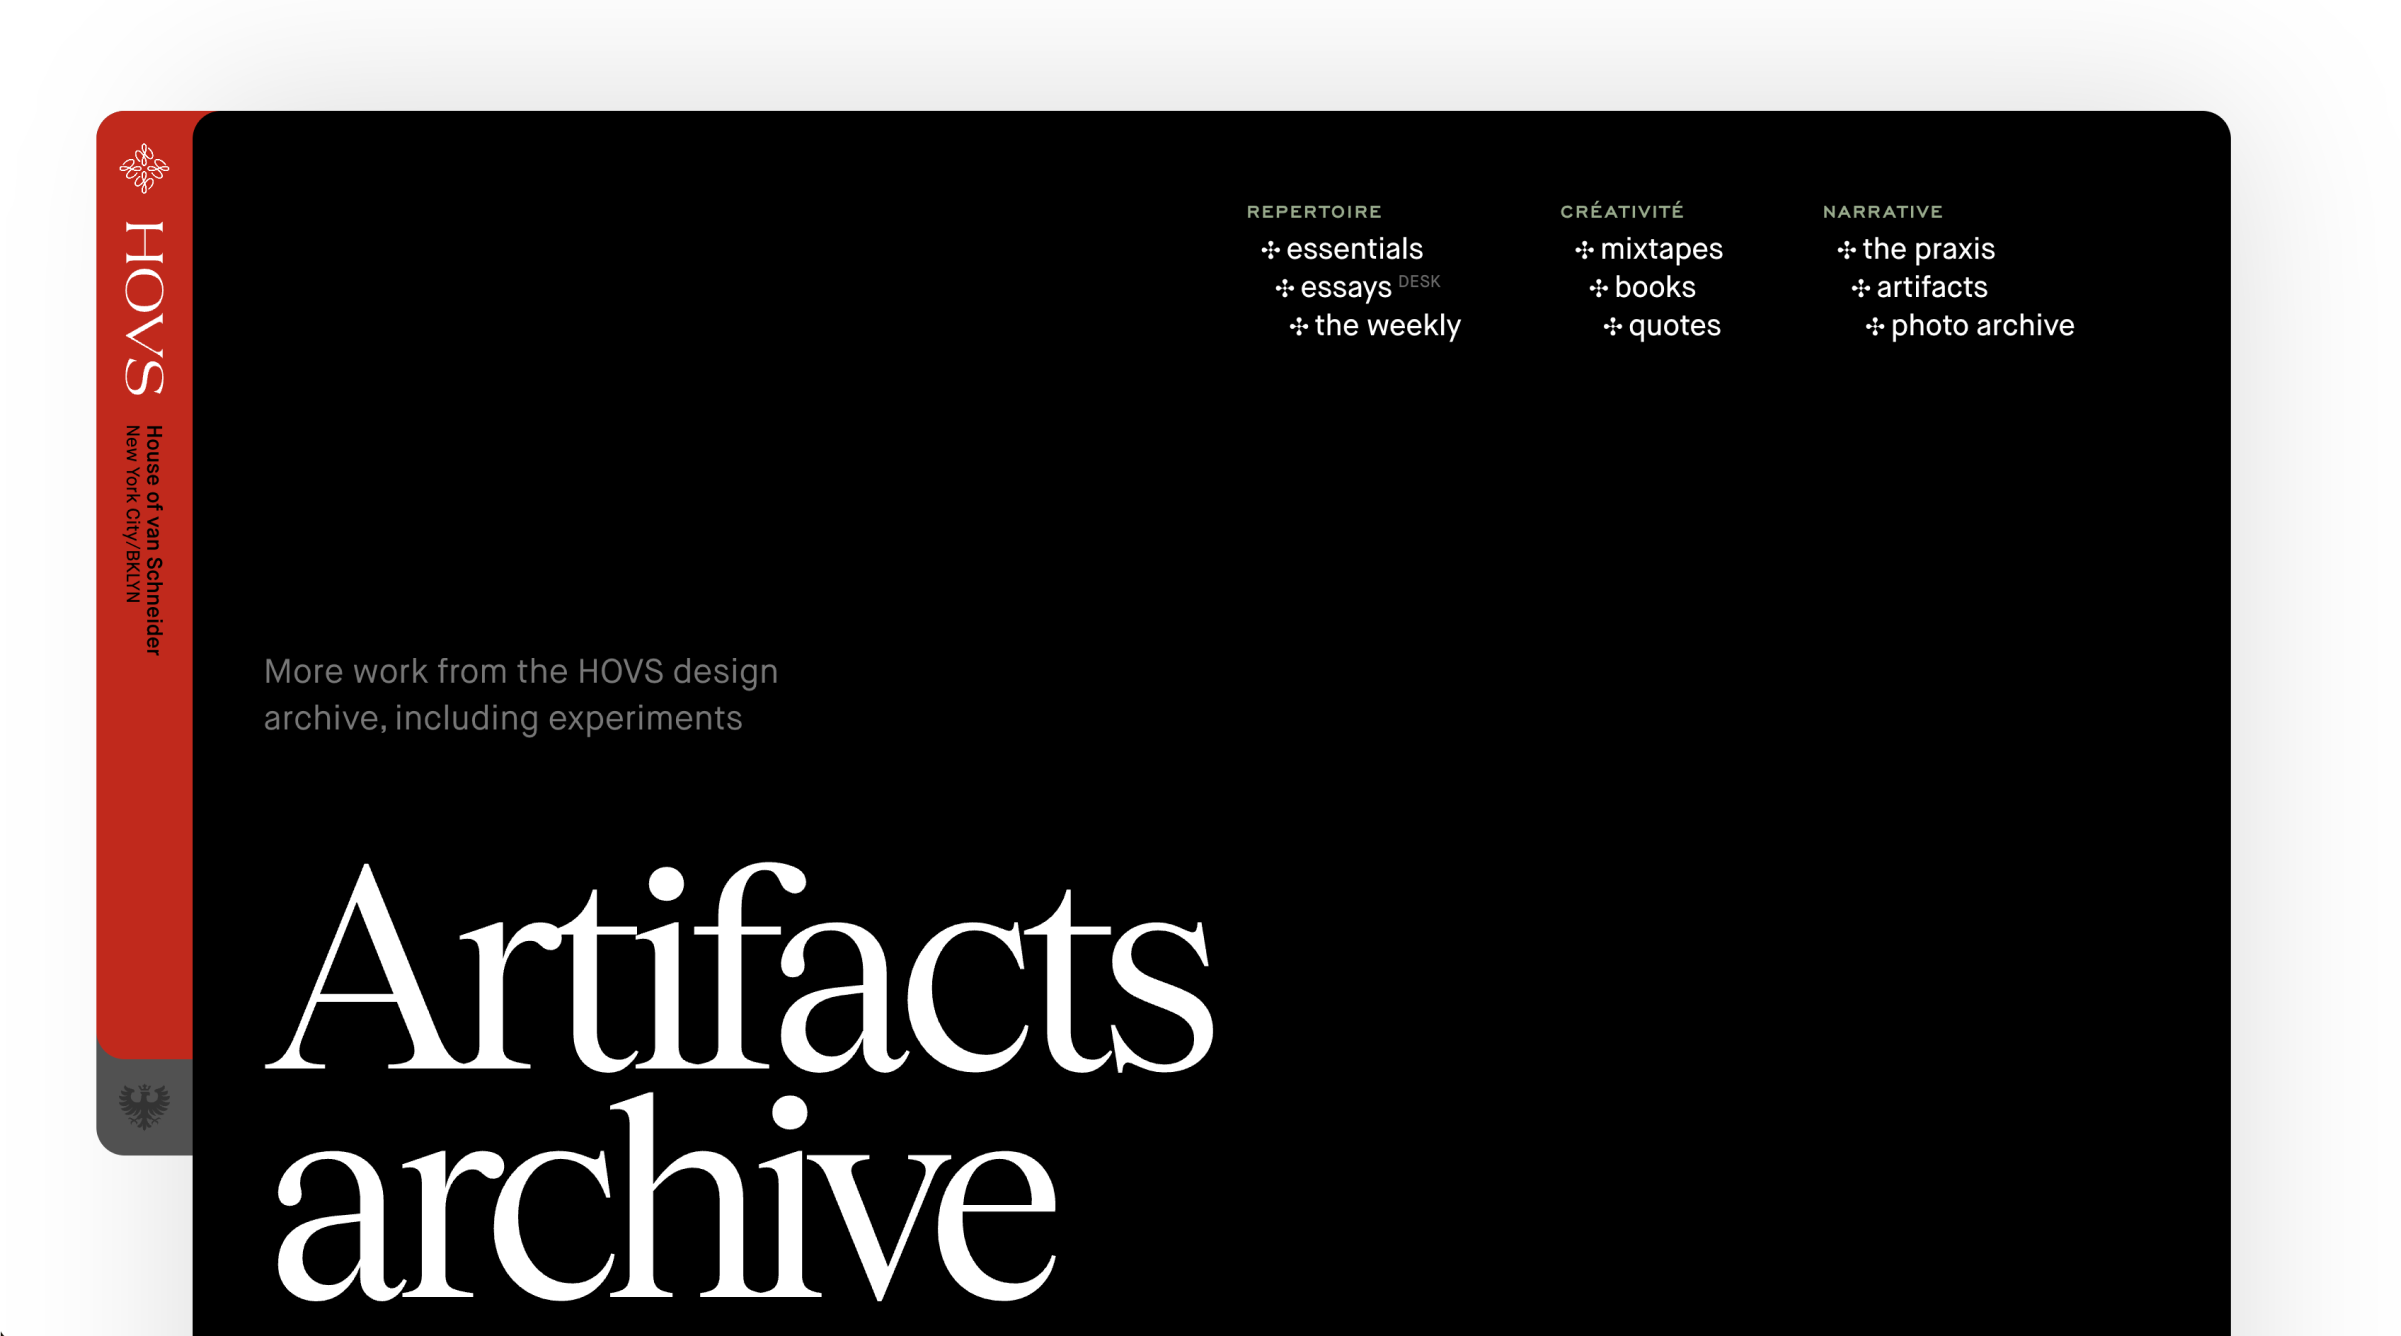 HOVS
House of van Schneider
New York City/BKLYN
REPERTOIRE
essentials
essays DESK
the weekly
CRÉATIVITÉ
mixtapes
books
quotes
NARRATIVE
the praxis
artifacts
photo archive
More work from the HOVS design
archive, including experiments
Artifacts
archive